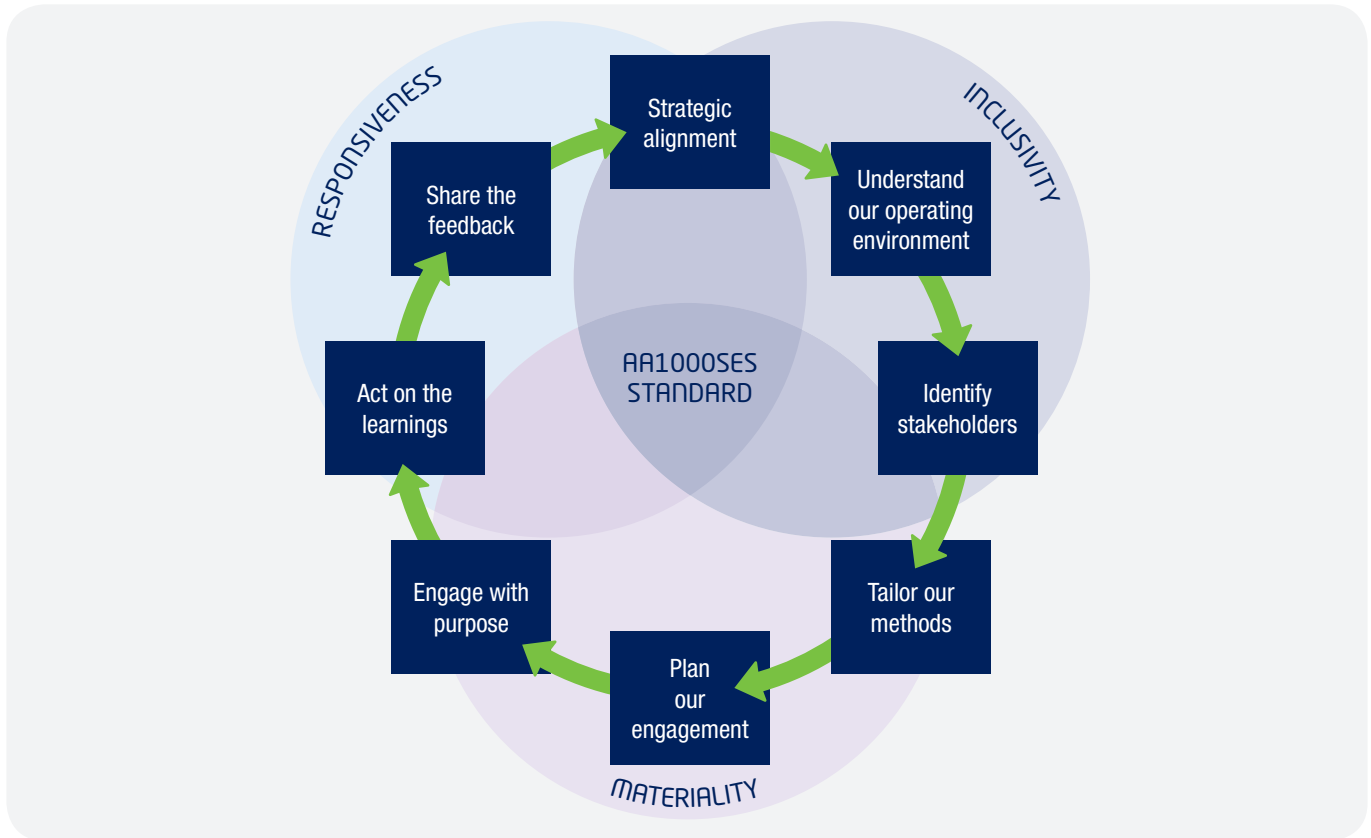 RESPONSIVENESS
INCLUSIVITY
Strategic
alignment
Understand
our operating
environment
Identify
stakeholders
Tailor our
methods
Plan
our
engagement
Engage with
purpose
Act on the
learnings
Share the
feedback
AA1000SES
STANDARD
MATERIALITY